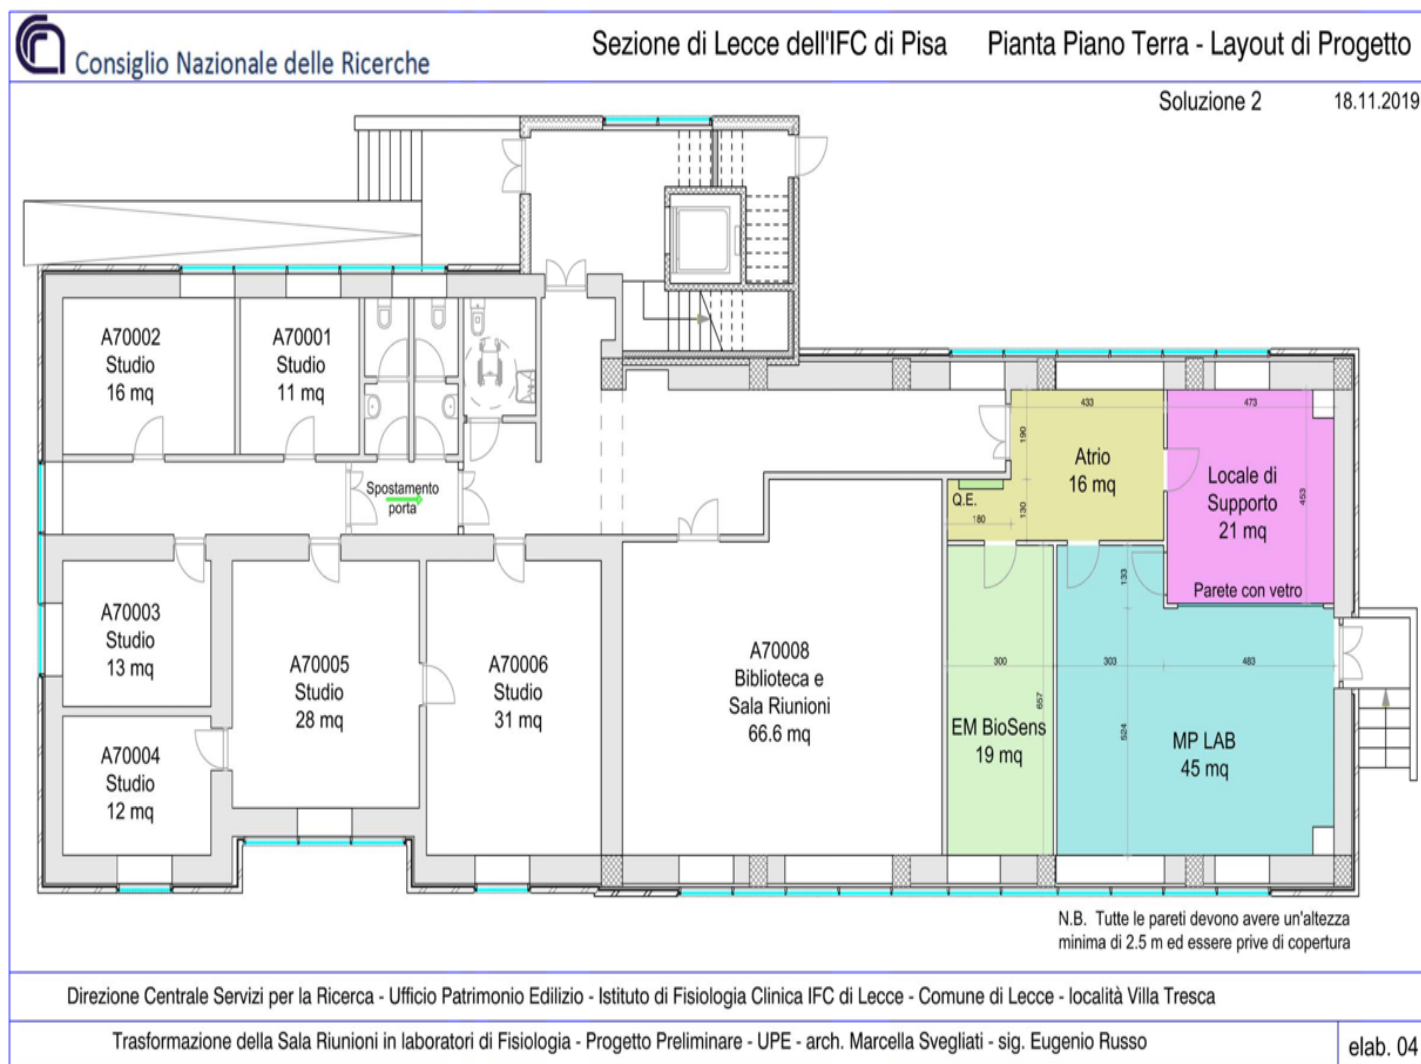 Consiglio Nazionale delle Ricerche
Sezione di Lecce dell'IFC di Pisa
Pianta Piano Terra - Layout di Progetto
Soluzione 2
18.11.2019
A70002
Studio
16 mq
A70001
Studio
11 mq
Spostamento
porta
433
473
190
Atrio
16 mq
Locale di
Supporto
21 mq
453
Q.E.
180
130
133
Parete con vetro
A70003
Studio
13 mq
A70005
Studio
28 mq
A70006
Studio
31 mq
A70008
Biblioteca e
Sala Riunioni
66.6 mq
300
303
483
657
524
EM BioSens
19 mq
MP LAB
45 mq
A70004
Studio
12 mq
N.B. Tutte le pareti devono avere un'altezza
minima di 2.5 m ed essere prive di copertura
Direzione Centrale Servizi per la Ricerca - Ufficio Patrimonio Edilizio - Istituto di Fisiologia Clinica IFC di Lecce - Comune di Lecce - località Villa Tresca
Trasformazione della Sala Riunioni in laboratori di Fisiologia - Progetto Preliminare - UPE - arch. Marcella Svegliati - sig. Eugenio Russo
elab. 04